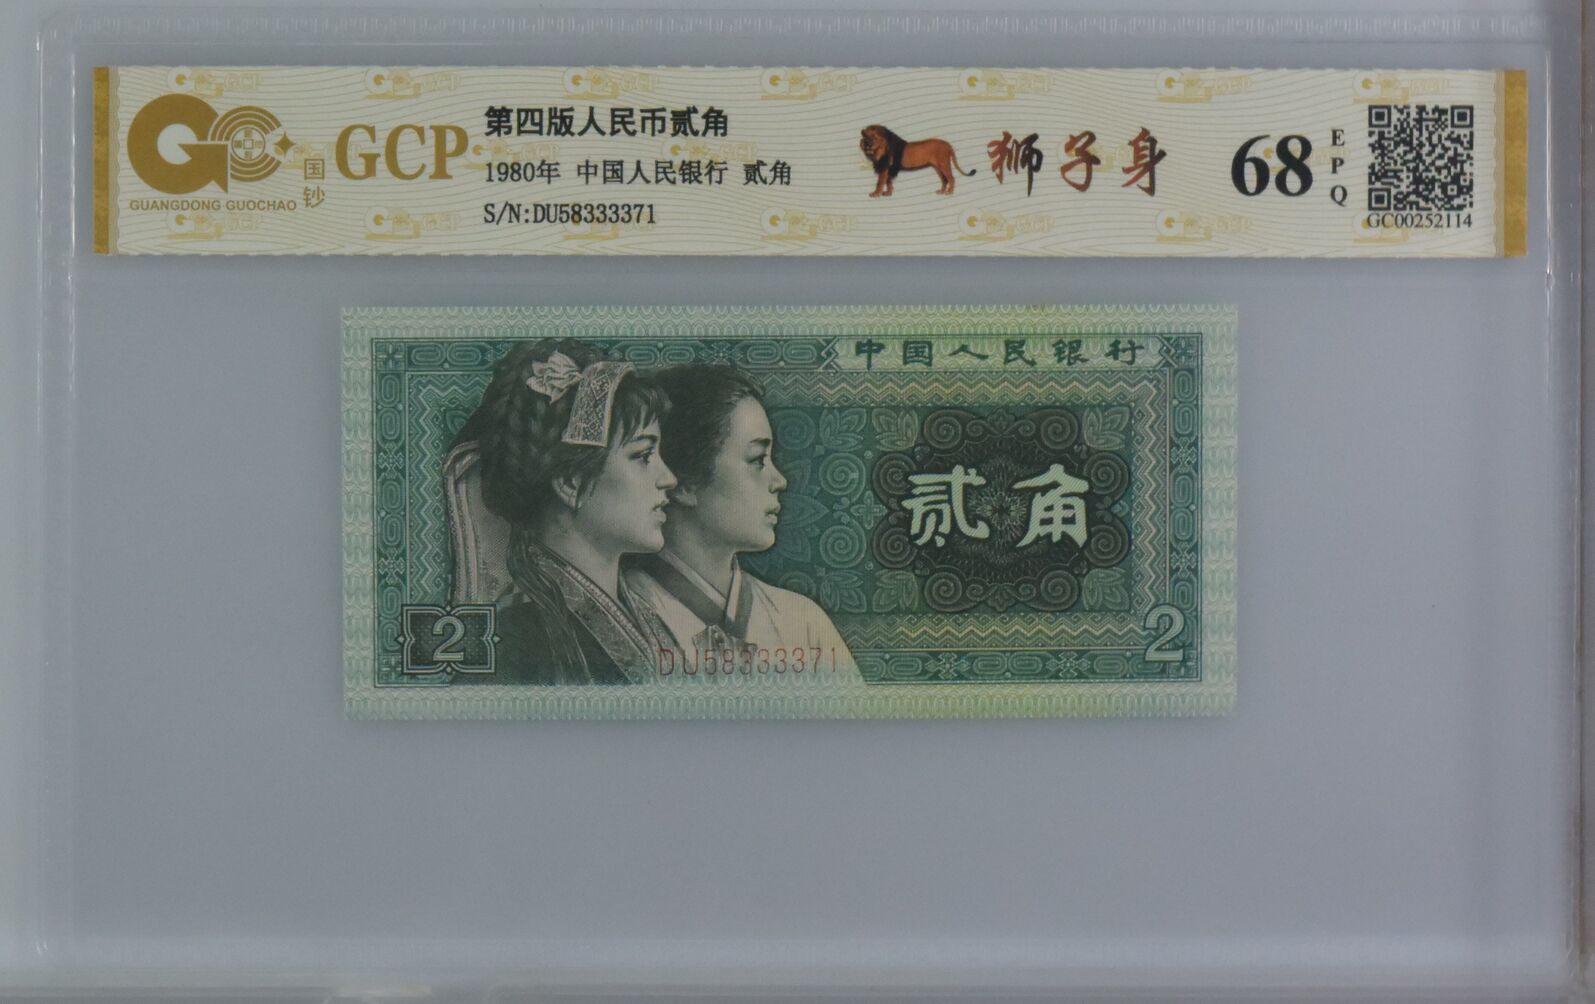 国钞
GUANGDONG GUOCHAO
GCP
第四版人民币贰角
1980年 中国人民银行 贰角
S/N:DU58333371
狮子身
68
EPQ
GC00252114
中国人民银行
贰角
2
2
DU58333371